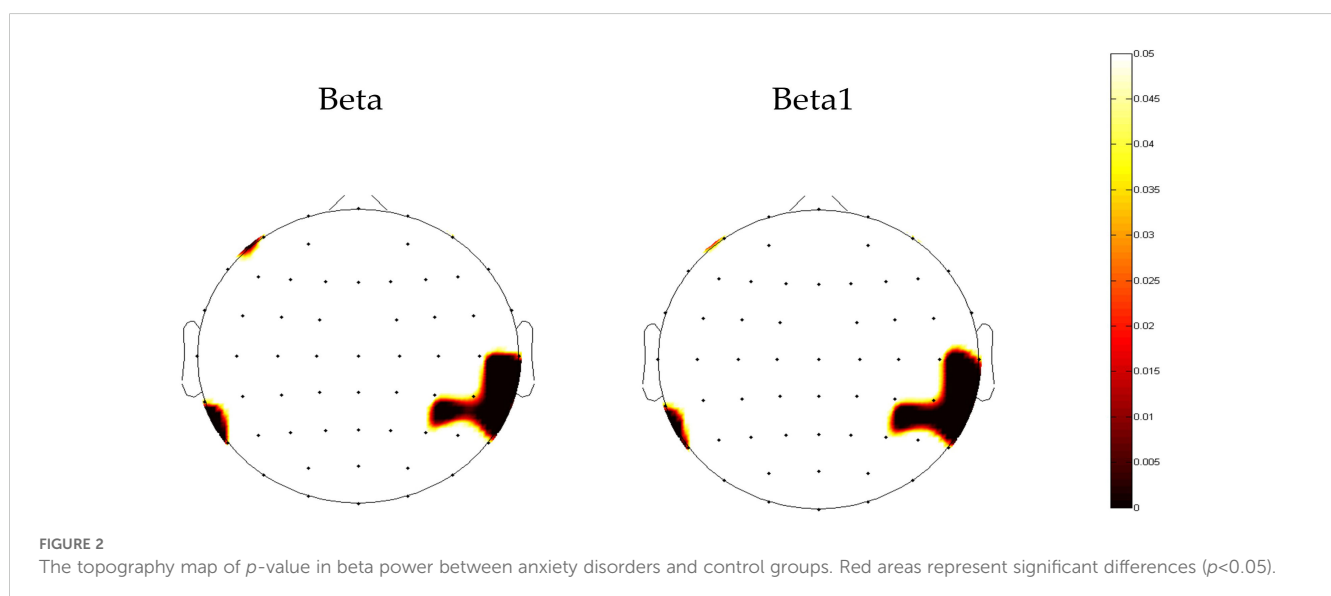 Beta
Beta1
0.05
0.045
0.04
0.035
0.03
0.025
0.02
0.015
0.01
0.005
0
FIGURE 2
The topography map of p-value in beta power between anxiety disorders and control groups. Red areas represent significant differences (p<0.05).